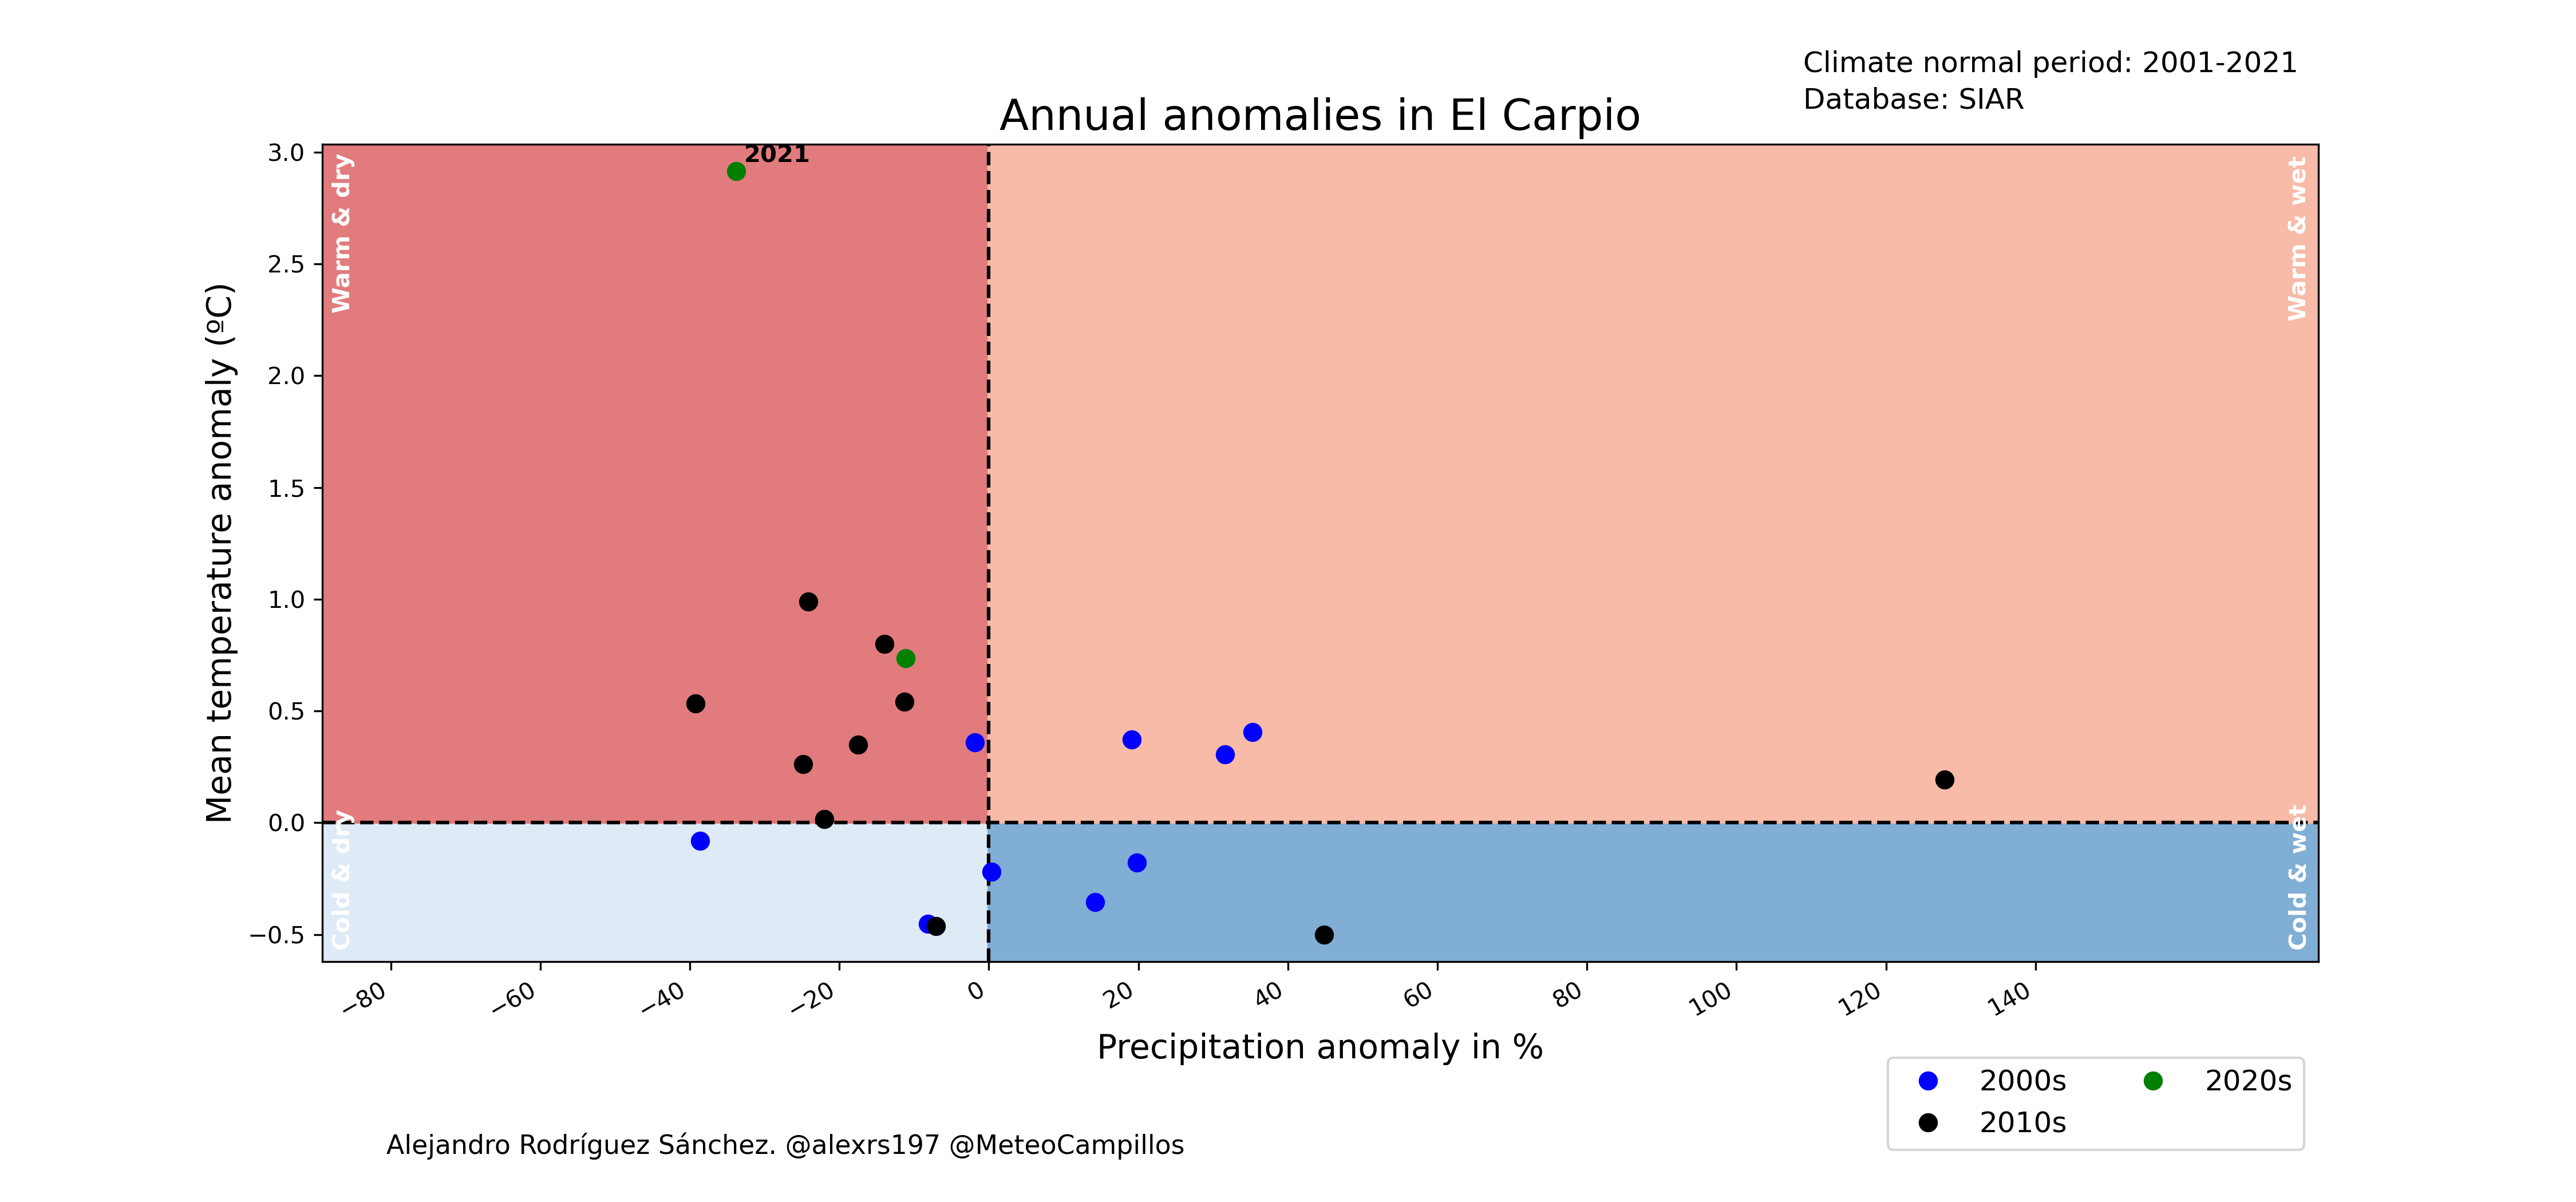 Climate normal period: 2001-2021
Database: SIAR
Annual anomalies in El Carpio
3.0
2.5
2.0
1.5
1.0
0.5
0.0
−0.5
Mean temperature anomaly (ºC)
Warm & dry
2021
Warm & wet
Cold & dry
Cold & wet
−80
−60
−40
−20
0
20
40
60
80
100
120
140
Precipitation anomaly in %
2000s
2010s
2020s
Alejandro Rodríguez Sánchez. @alexrs197 @MeteoCampillos